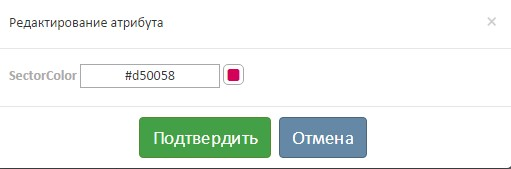 Редактирование атрибута ×
SectorColor #d50058
Подтвердить Отмена